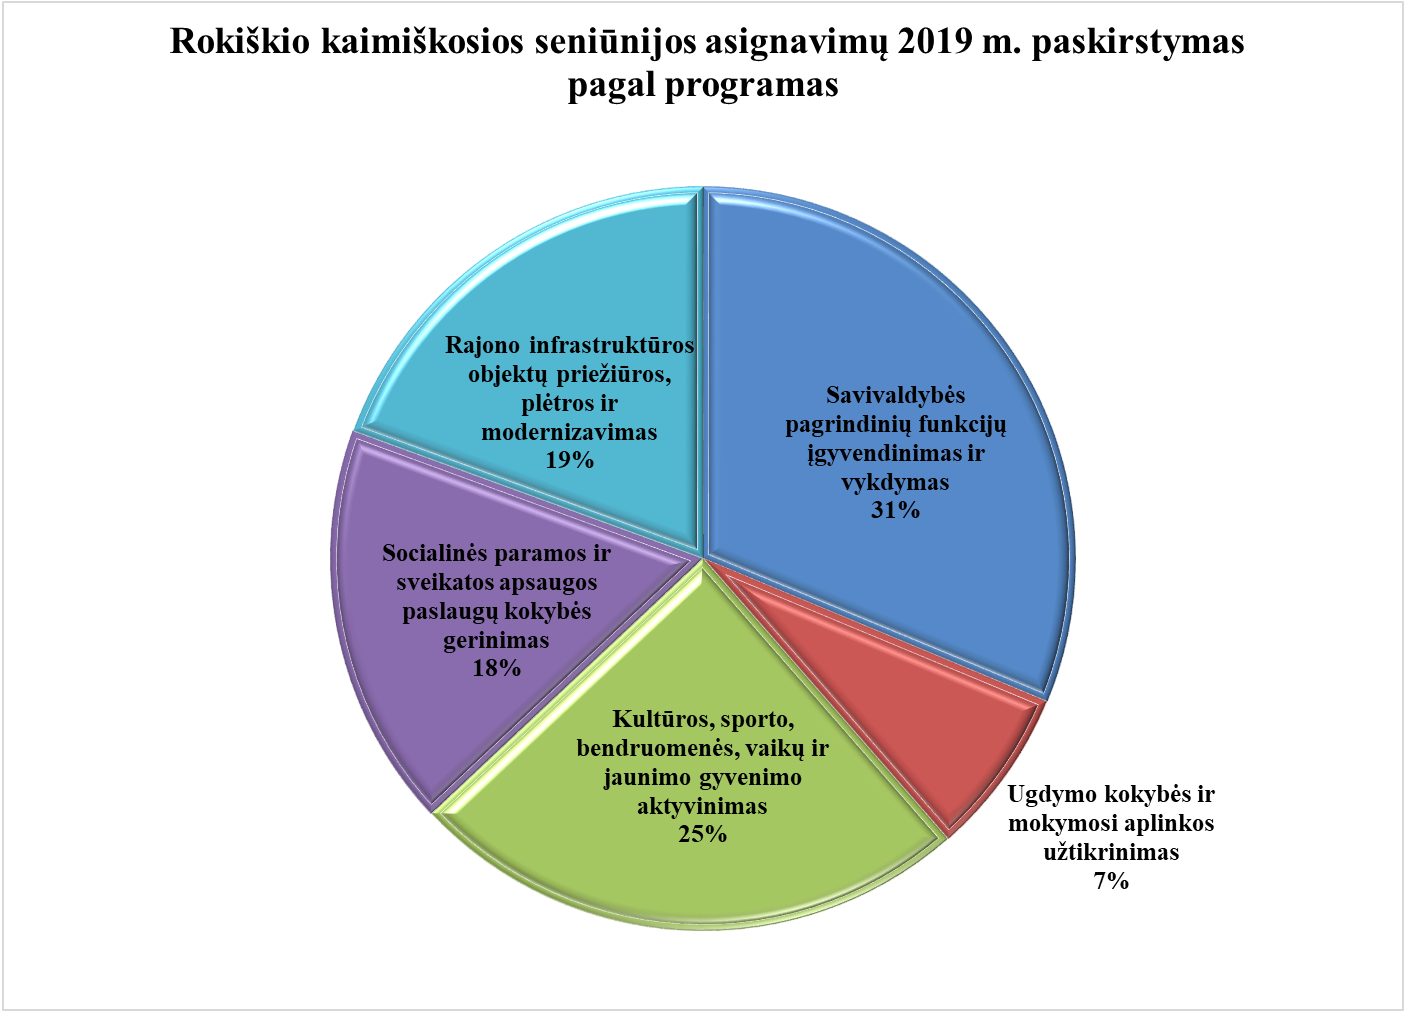 Rokiškio kaimiškosios seniūnijos asignavimų 2019 m. paskirstymas
pagal programas
Savivaldybės
pagrindinių funkcijų
įgyvendinimas ir
vykdymas
31%
Ugdymo kokybės ir
mokymosi aplinkos
užtikrinimas
7%
Kultūros, sporto,
bendruomenės, vaikų ir
jaunimo gyvenimo
aktyvinimas
25%
Socialinės paramos ir
sveikatos apsaugos
paslaugų kokybės
gerinimas
18%
Rajono infrastruktūros
objektų priežiūros,
plėtros ir
modernizavimas
19%